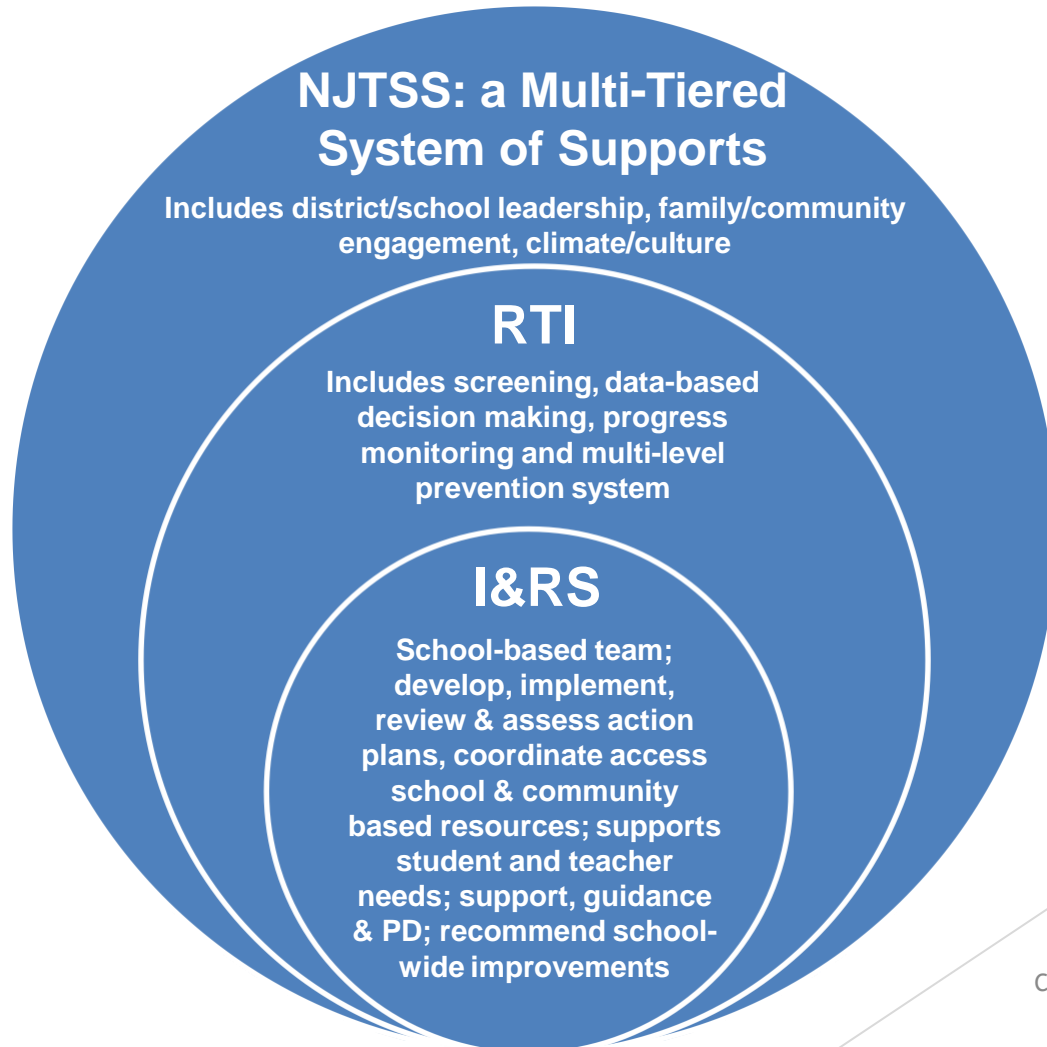 NJTSS: a Multi-Tiered
System of Supports
Includes district/school leadership, family/community
engagement, climate/culture
RTI
Includes screening, data-based
decision making, progress
monitoring and multi-level
prevention system
I&RS
School-based team;
develop, implement,
review & assess action
plans, coordinate access
school & community
based resources; supports
student and teacher
needs; support, guidance
& PD; recommend school-
wide improvements